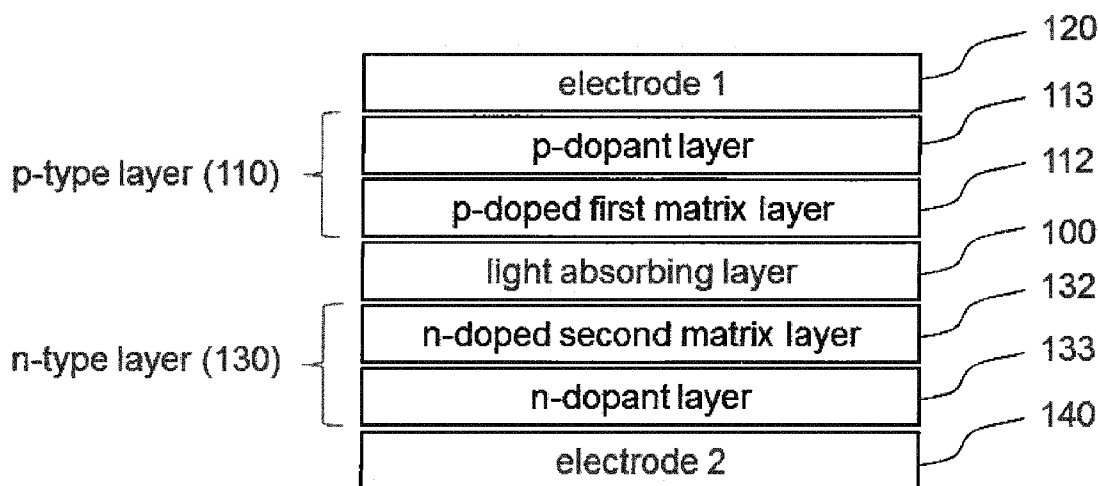 120
electrode 1
113
p-dopant layer
p-type layer (110)
112
p-doped first matrix layer
100
light absorbing layer
132
n-doped second matrix layer
n-type layer (130)
133
n-dopant layer
140
electrode 2